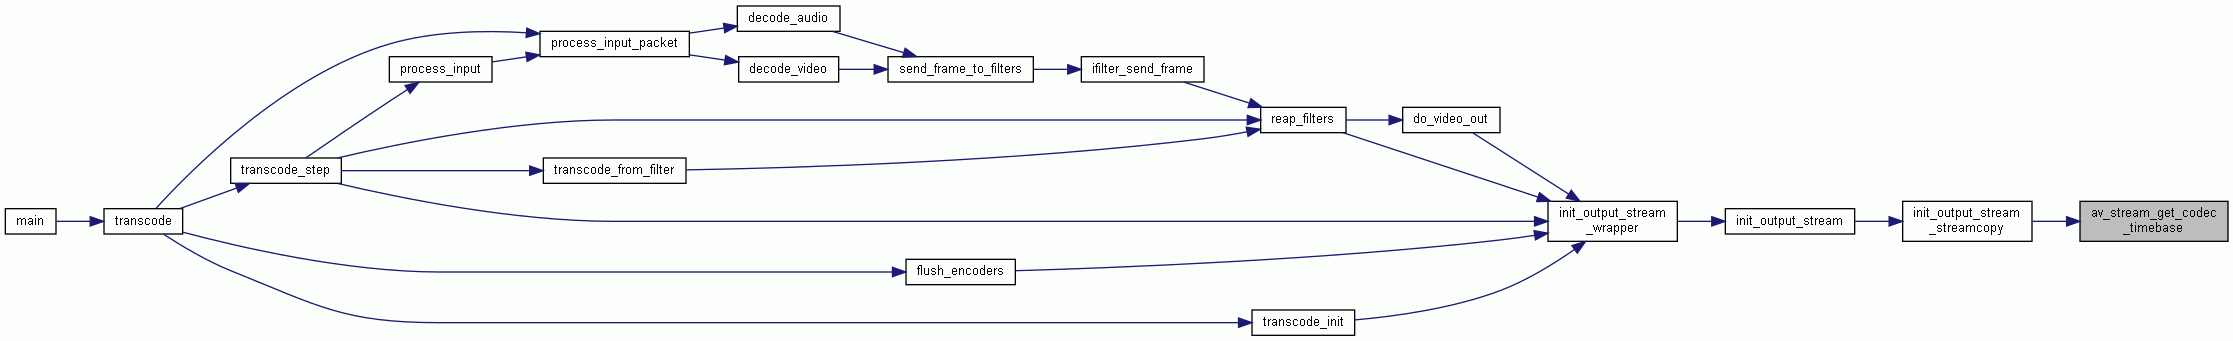 decode_audio
process_input_packet
process_input
decode_video
send_frame_to_filters
ifilter_send_frame
reap_filters
do_video_out
transcode_step
transcode_from_filter
main
transcode
init_output_stream
_wrapper
init_output_stream
init_output_stream
_streamcopy
av_stream_get_codec
_timebase
flush_encoders
transcode_init